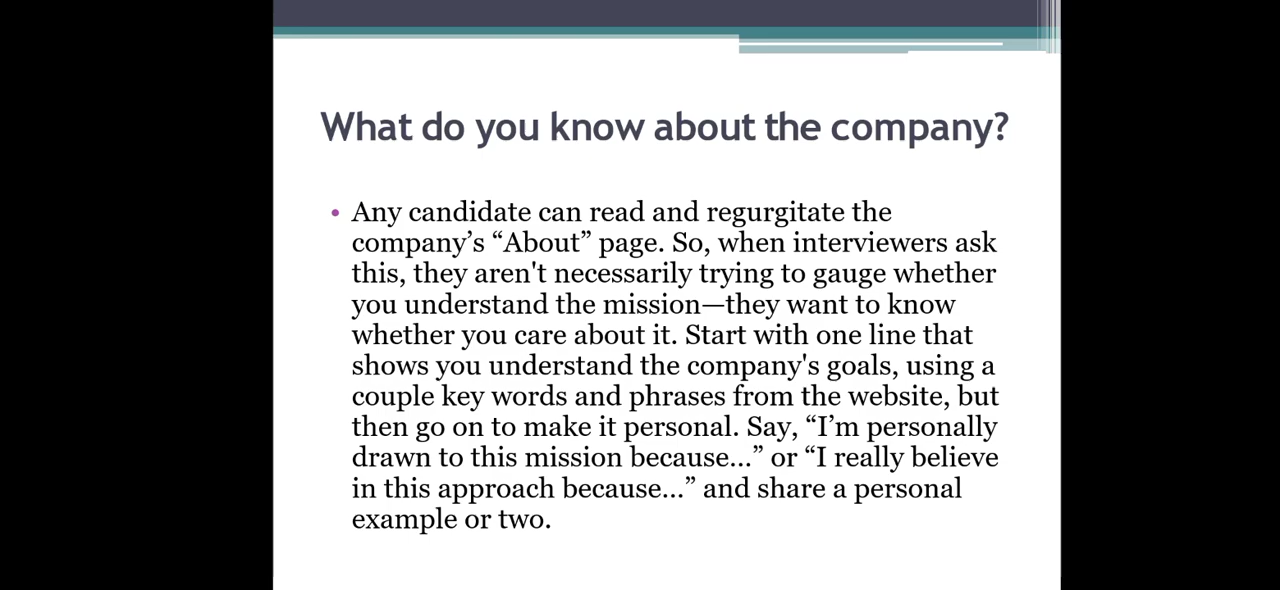 What do you know about the company?
• Any candidate can read and regurgitate the
company’s “About” page. So, when interviewers ask
this, they aren't necessarily trying to gauge whether
you understand the mission—they want to know
whether you care about it. Start with one line that
shows you understand the company's goals, using a
couple key words and phrases from the website, but
then go on to make it personal. Say, “I’m personally
drawn to this mission because…” or “I really believe
in this approach because…” and share a personal
example or two.